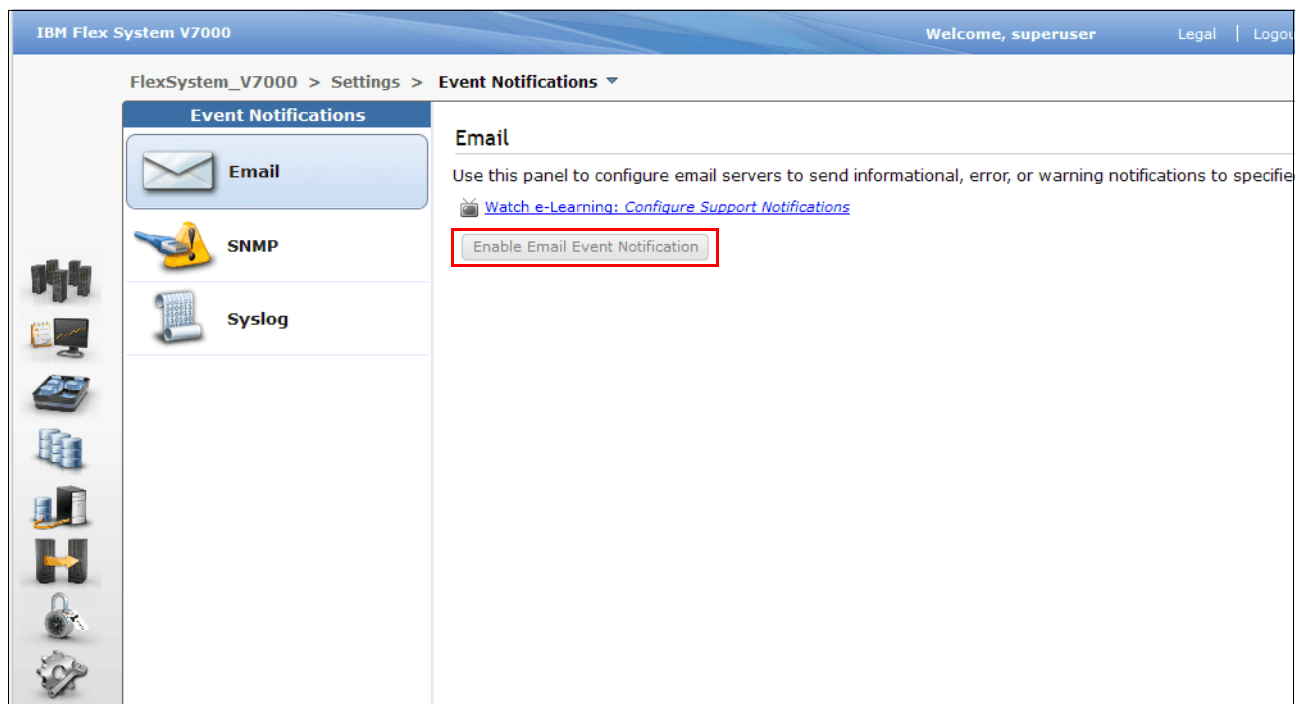 IBM Flex System V7000
Welcome, superuser
Legal | Logou
FlexSystem_V7000 > Settings > Event Notifications
Event Notifications
Email
SNMP
Syslog
Email
Use this panel to configure email servers to send informational, error, or warning notifications to specifie
Watch e-Learning: Configure Support Notifications
Enable Email Event Notification